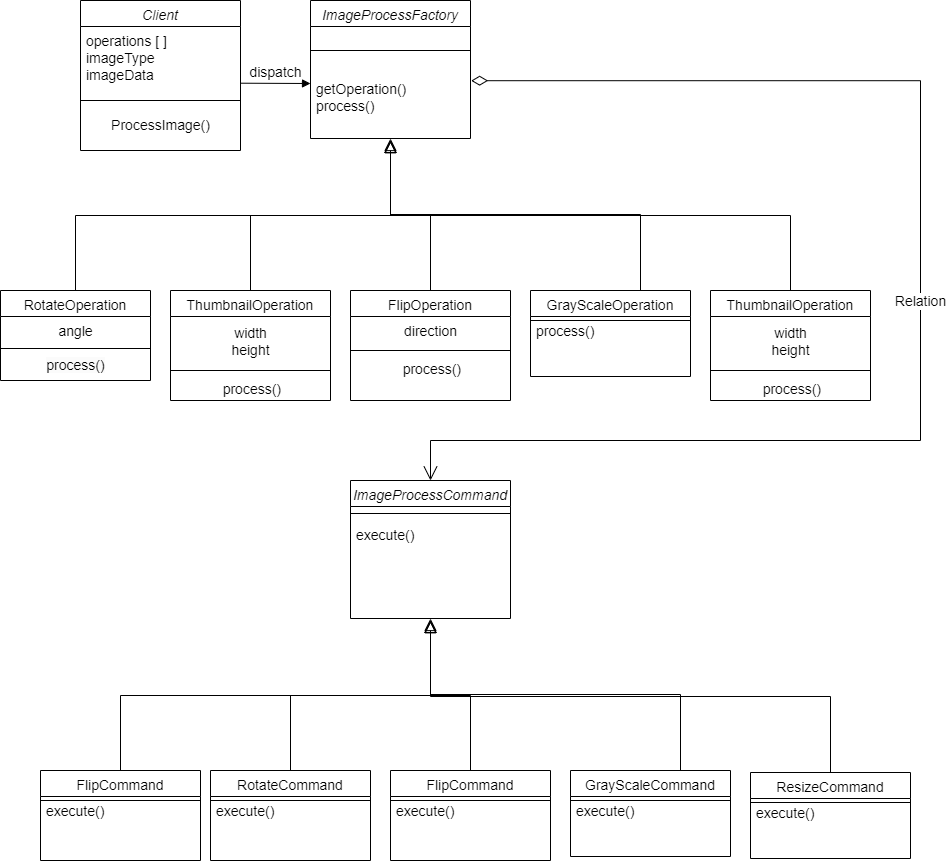 Client
operations [ ]
imageType
imageData
ProcessImage()
dispatch
ImageProcessFactory
getOperation()
process()
RotateOperation
angle
process()
ThumbnailOperation
width
height
process()
FlipOperation
direction
process()
GrayScaleOperation
process()
ThumbnailOperation
width
height
process()
Relation
ImageProcessCommand
execute()
FlipCommand
execute()
RotateCommand
execute()
FlipCommand
execute()
GrayScaleCommand
execute()
ResizeCommand
execute()